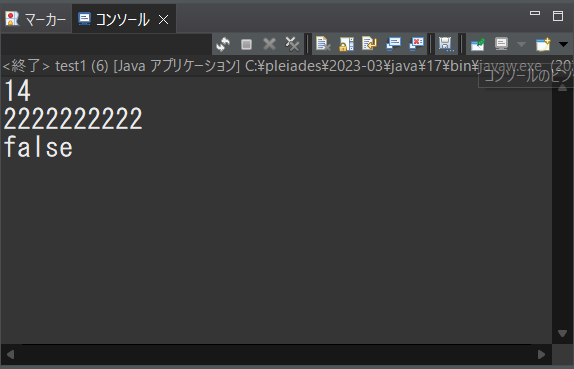 マーカー コンソール
<終了> test1 (6) [Java アプリケーション] C:¥pleiades¥2023-03¥java¥17¥bin¥javaw.exe (20
コンソールのピン
14
2222222222
false